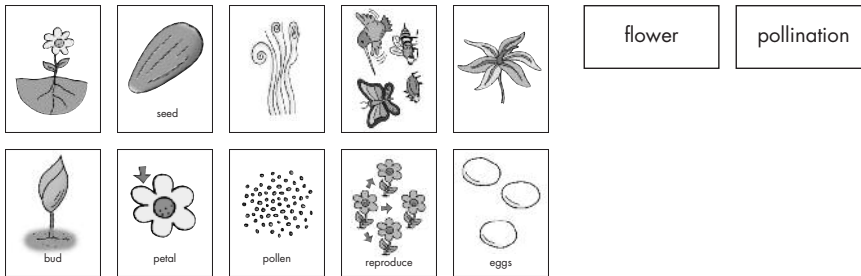 flower
pollination
seed
bud
petal
pollen
reproduce
eggs